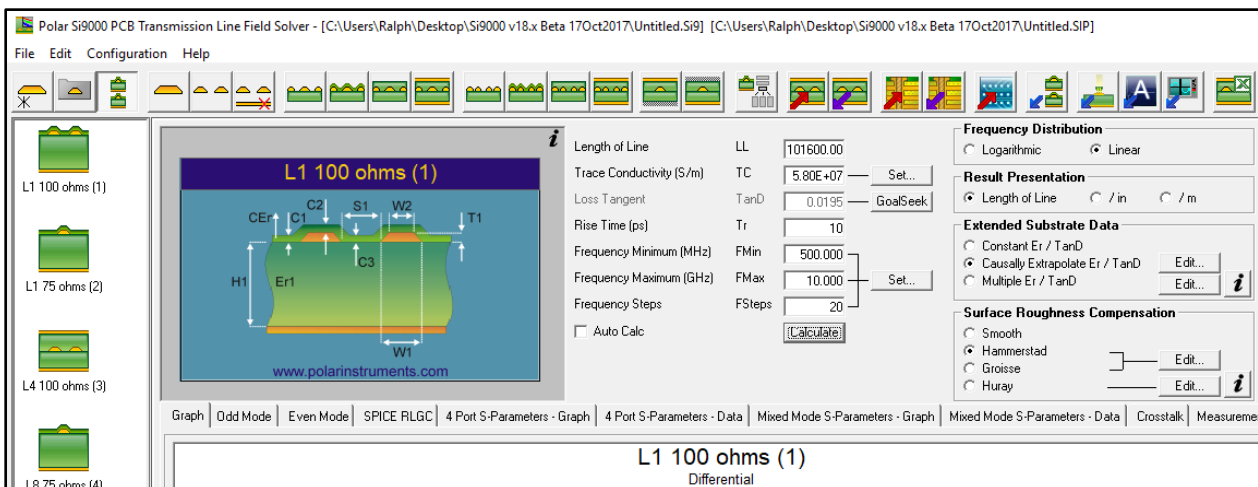 Polar Si9000 PCB Transmission Line Field Solver - [C:\Users\Ralph\Desktop\Si9000 v18.x Beta 17Oct2017\Untitled.Si9] [C:\Users\Ralph\Desktop\Si9000 v18.x Beta 17Oct2017\Untitled.SIP]
File Edit Configuration Help
L1 100 ohms (1)
L1 75 ohms (2)
L4 100 ohms (3)
L8 75 ohms (4)
i
L1 100 ohms (1)
CEr C1 C2 S1 W2 T1
H1 Er1 C3
W1
www.polarinstruments.com
Length of Line LL 101600.00
Trace Conductivity (S/m) TC 5.80E+07 Set...
Loss Tangent TanD 0.0195 GoalSeek
Rise Time (ps) Tr 10
Frequency Minimum (MHz) FMin 500.000
Frequency Maximum (GHz) FMax 10.000 Set...
Frequency Steps FSteps 20
Auto Calc Calculate
Frequency Distribution
Logarithmic Linear
Result Presentation
Length of Line / in / m
Extended Substrate Data
Constant Er / TanD
Causally Extrapolate Er / TanD Edit...
Multiple Er / TanD Edit... i
Surface Roughness Compensation
Smooth
Hammerstad Edit...
Groisse
Huray Edit... i
Graph Odd Mode Even Mode SPICE RLGC 4 Port S-Parameters - Graph 4 Port S-Parameters - Data Mixed Mode S-Parameters - Graph Mixed Mode S-Parameters - Data Crosstalk Measureme
L1 100 ohms (1)
Differential